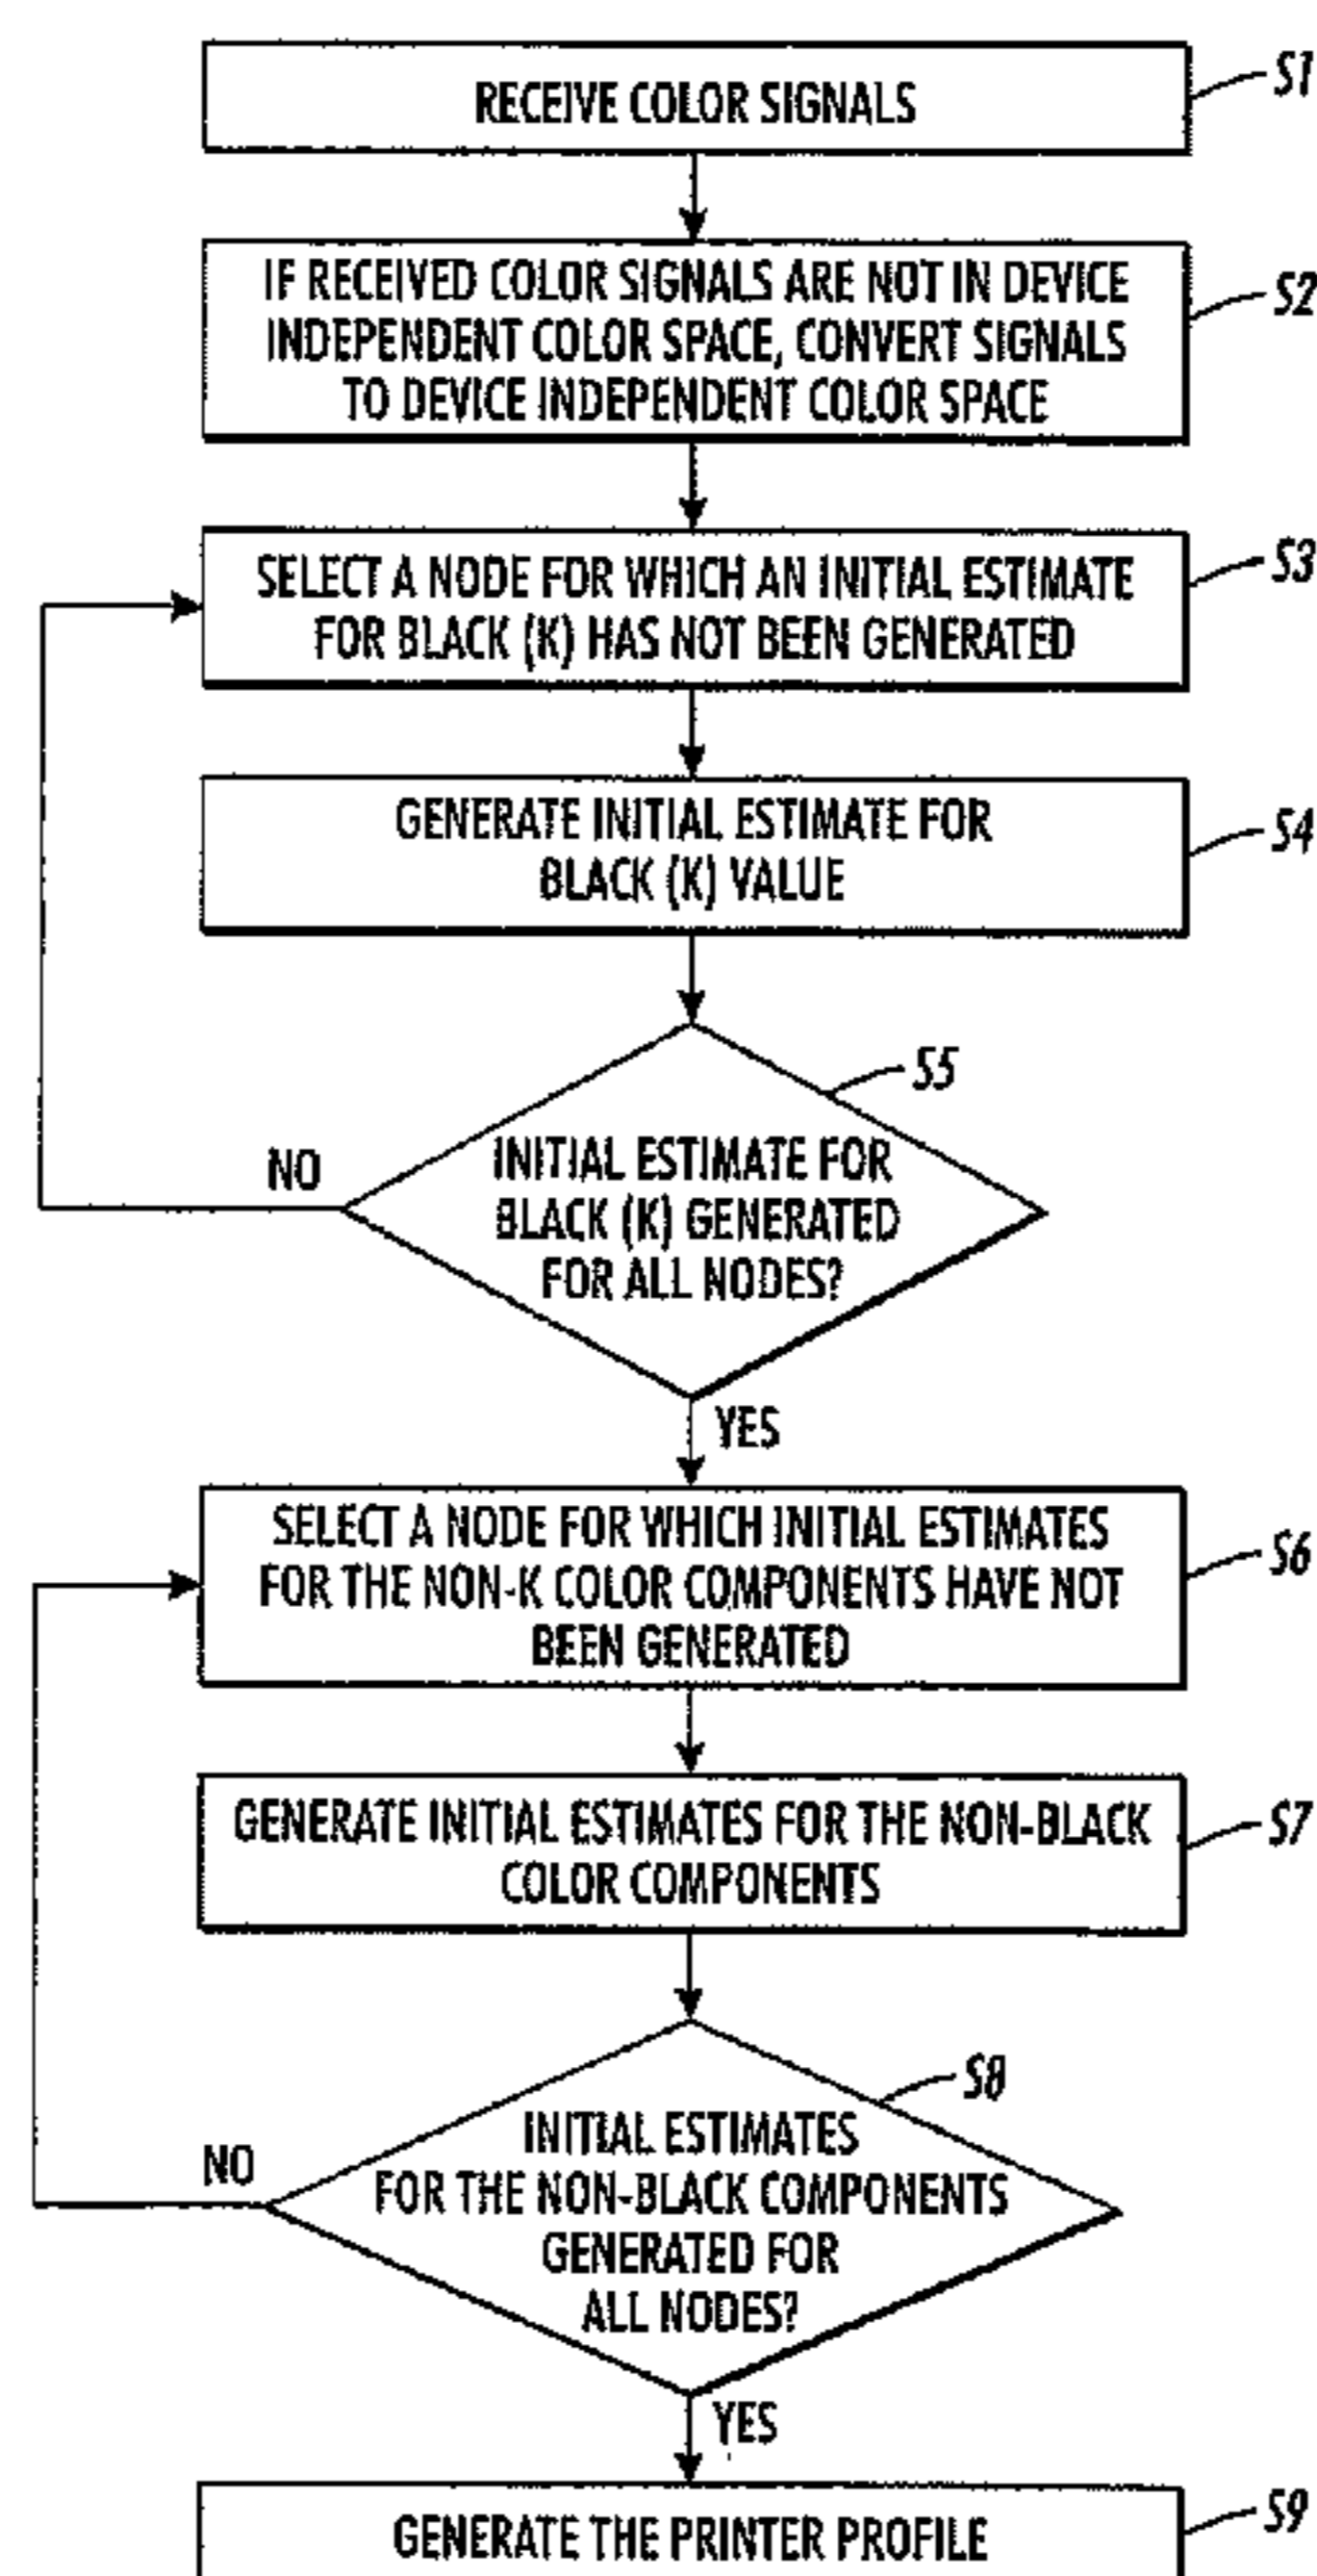 RECEIVE COLOR SIGNALS
S1
IF RECEIVED COLOR SIGNALS ARE NOT IN DEVICE
INDEPENDENT COLOR SPACE, CONVERT SIGNALS
TO DEVICE INDEPENDENT COLOR SPACE
S2
SELECT A NODE FOR WHICH AN INITIAL ESTIMATE
FOR BLACK (K) HAS NOT BEEN GENERATED
S3
GENERATE INITIAL ESTIMATE FOR
BLACK (K) VALUE
S4
S5
INITIAL ESTIMATE FOR
BLACK (K) GENERATED
FOR ALL NODES?
NO
YES
SELECT A NODE FOR WHICH INITIAL ESTIMATES
FOR THE NON-K COLOR COMPONENTS HAVE NOT
BEEN GENERATED
S6
GENERATE INITIAL ESTIMATES FOR THE NON-BLACK
COLOR COMPONENTS
S7
S8
INITIAL ESTIMATES
FOR THE NON-BLACK COMPONENTS
GENERATED FOR
ALL NODES?
NO
YES
GENERATE THE PRINTER PROFILE
S9